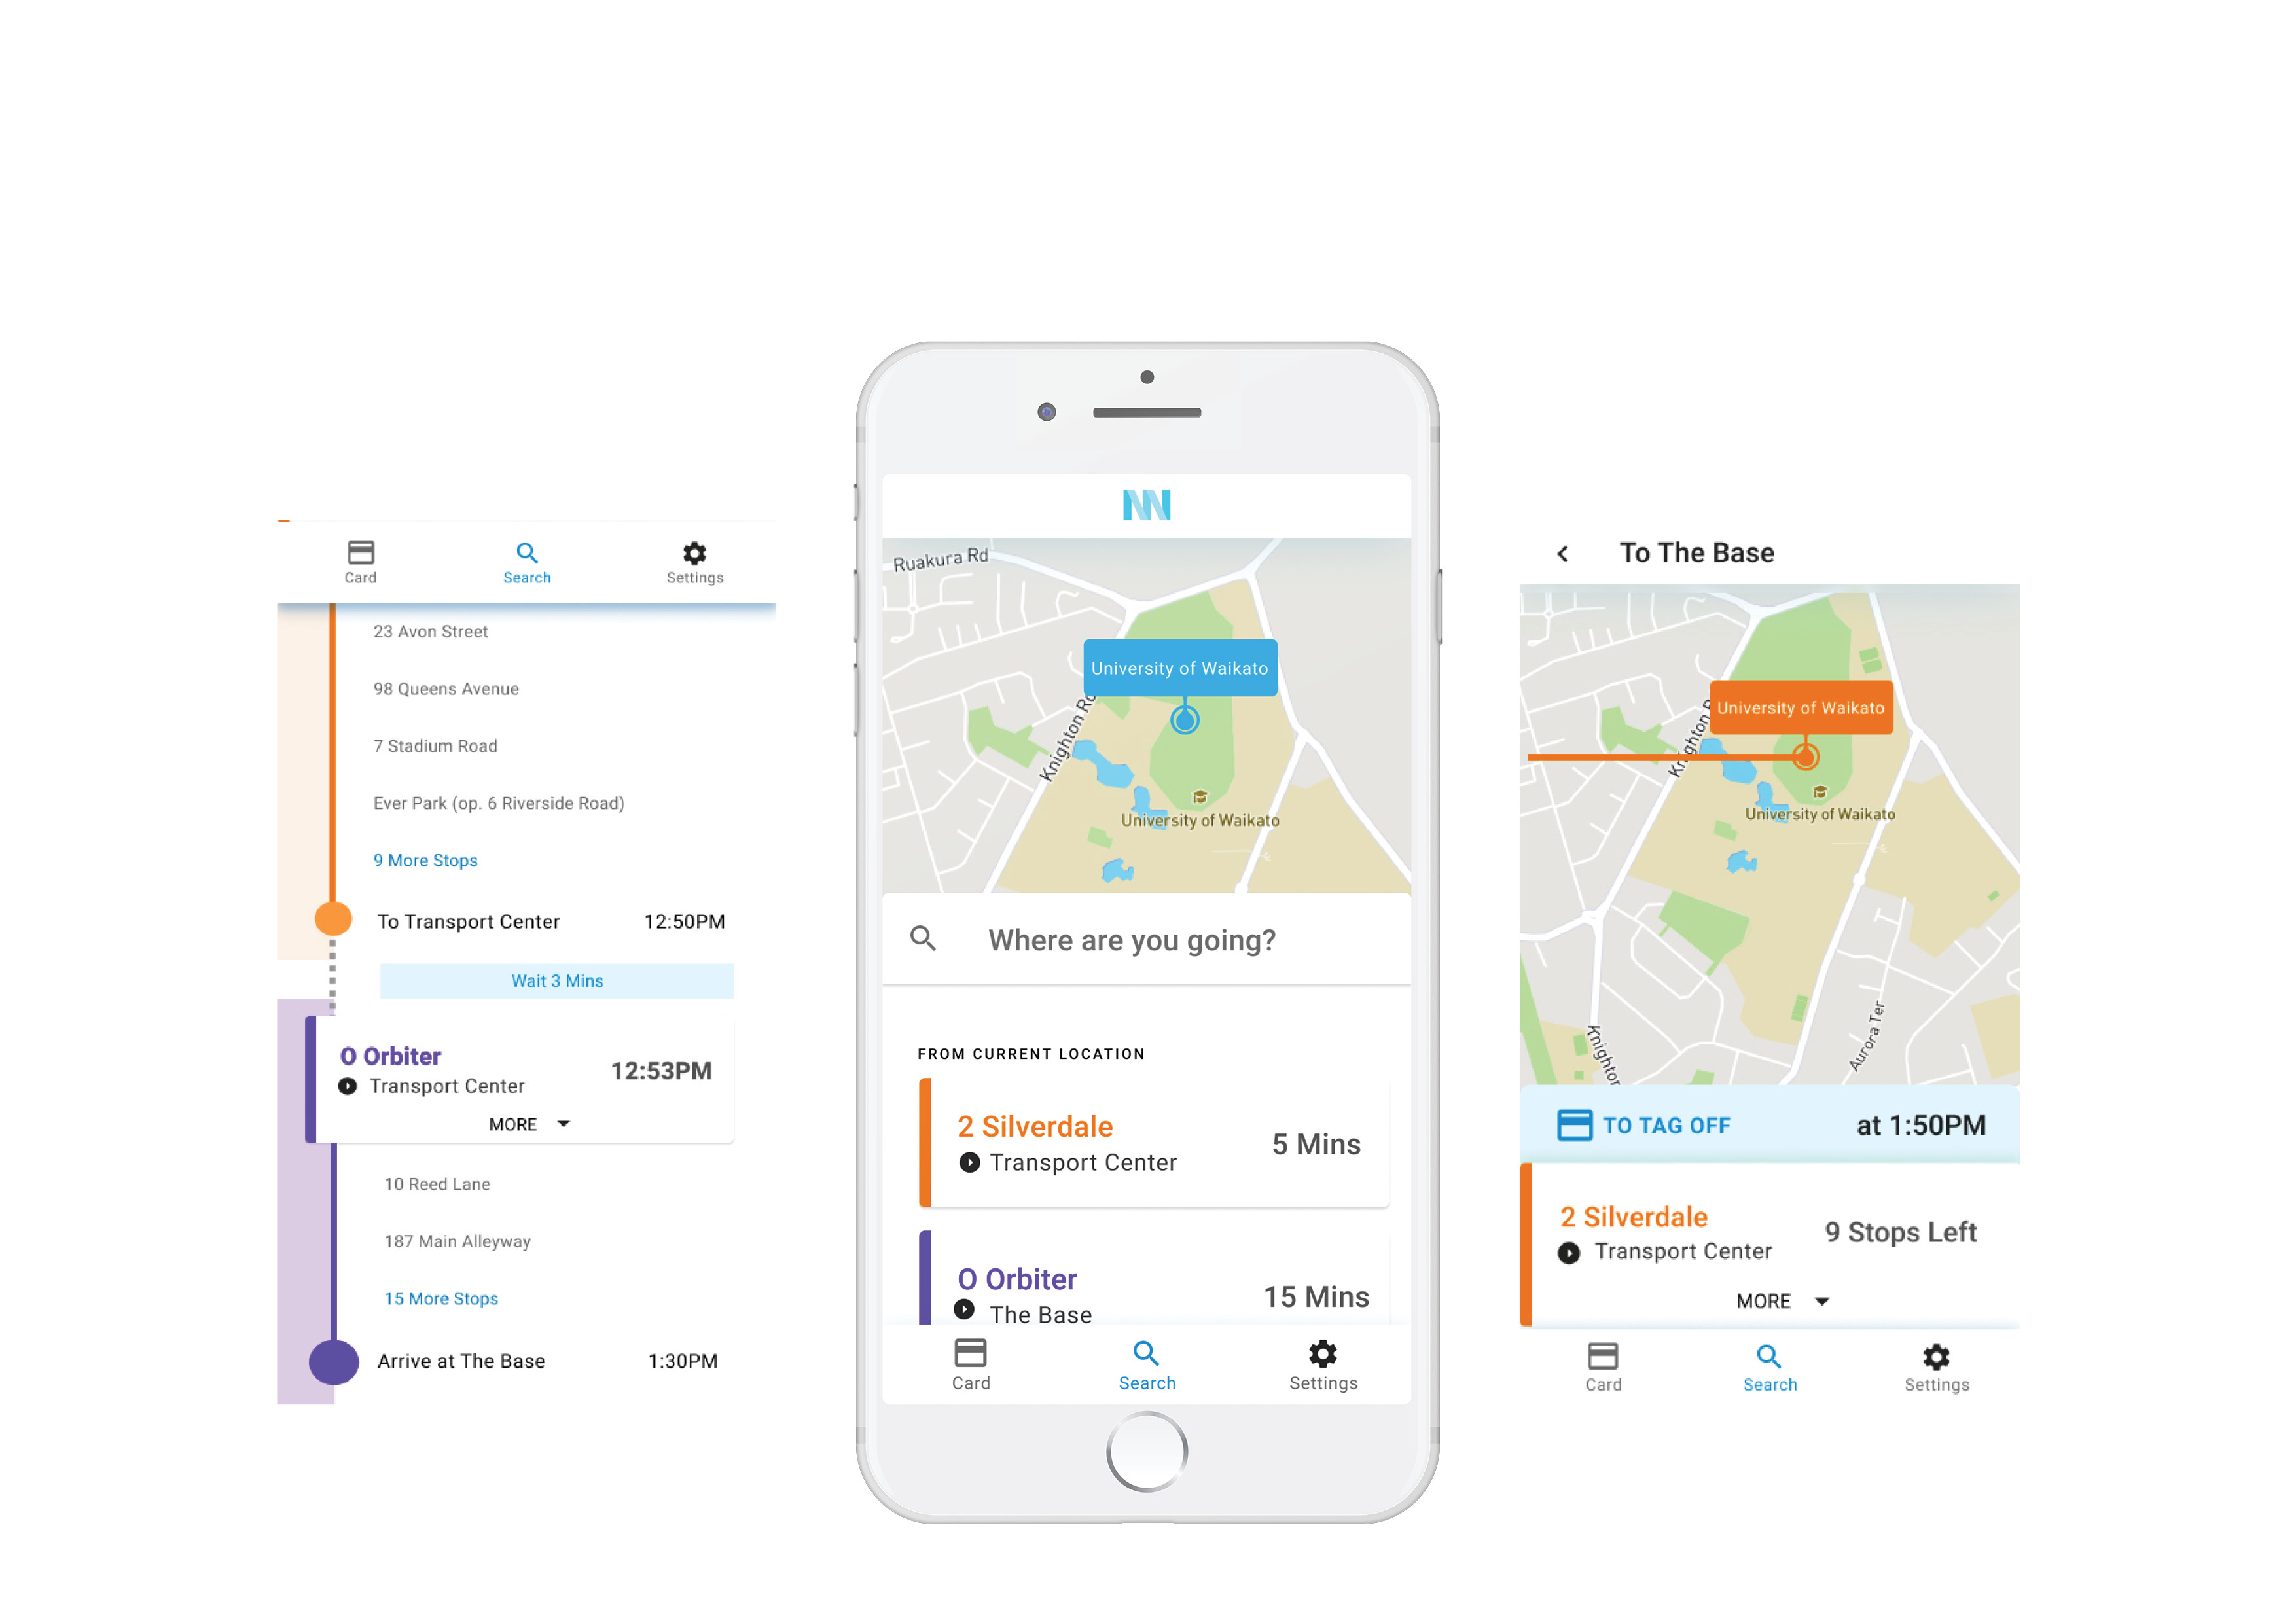 Card
Search
Settings
23 Avon Street
98 Queens Avenue
7 Stadium Road
Ever Park (op. 6 Riverside Road)
9 More Stops
To Transport Center 12:50PM
Wait 3 Mins
O Orbiter
Transport Center
12:53PM
MORE
10 Reed Lane
187 Main Alleyway
15 More Stops
Arrive at The Base 1:30PM
Ruakura Rd
University of Waikato
Knighton Rd
University of Waikato
Where are you going?
FROM CURRENT LOCATION
2 Silverdale
Transport Center
5 Mins
O Orbiter
The Base
15 Mins
Card
Search
Settings
To The Base
University of Waikato
University of Waikato
Aurora Ter
TO TAG OFF at 1:50PM
2 Silverdale
Transport Center
9 Stops Left
MORE
Card
Search
Settings